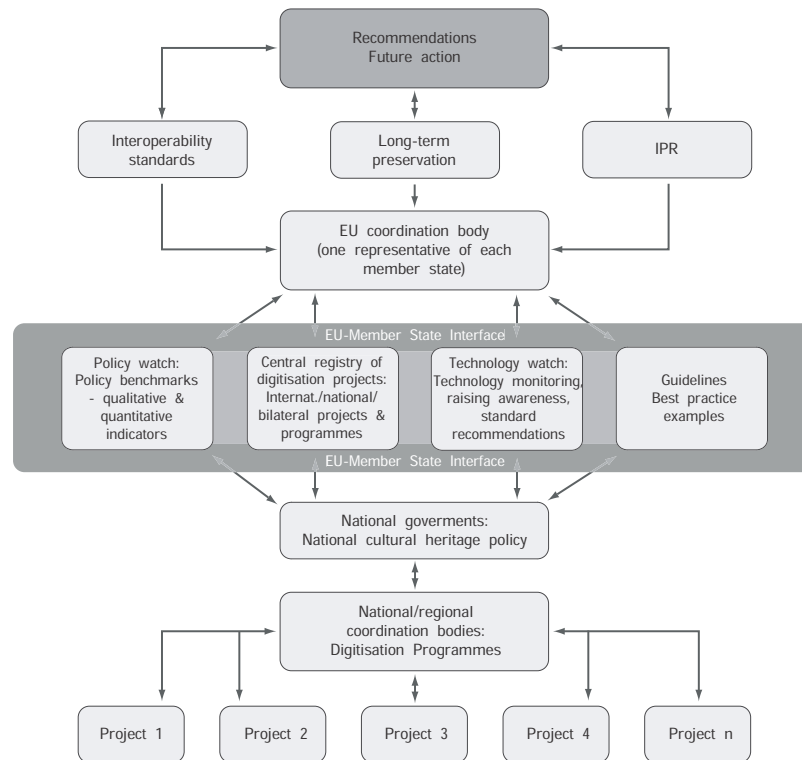 Recommendations
Future action
Interoperability
standards
Long-term
preservation
IPR
EU coordination body
(one representative of each
member state)
EU-Member State Interface
Policy watch:
Policy benchmarks
- qualitative &
quantitative
indicators
Central registry of
digitisation projects:
Internat./national/
bilateral projects &
programmes
Technology watch:
Technology monitoring,
raising awareness,
standard
recommendations
Guidelines
Best practice
examples
EU-Member State Interface
National goverments:
National cultural heritage policy
National/regional
coordination bodies:
Digitisation Programmes
Project 1
Project 2
Project 3
Project 4
Project n